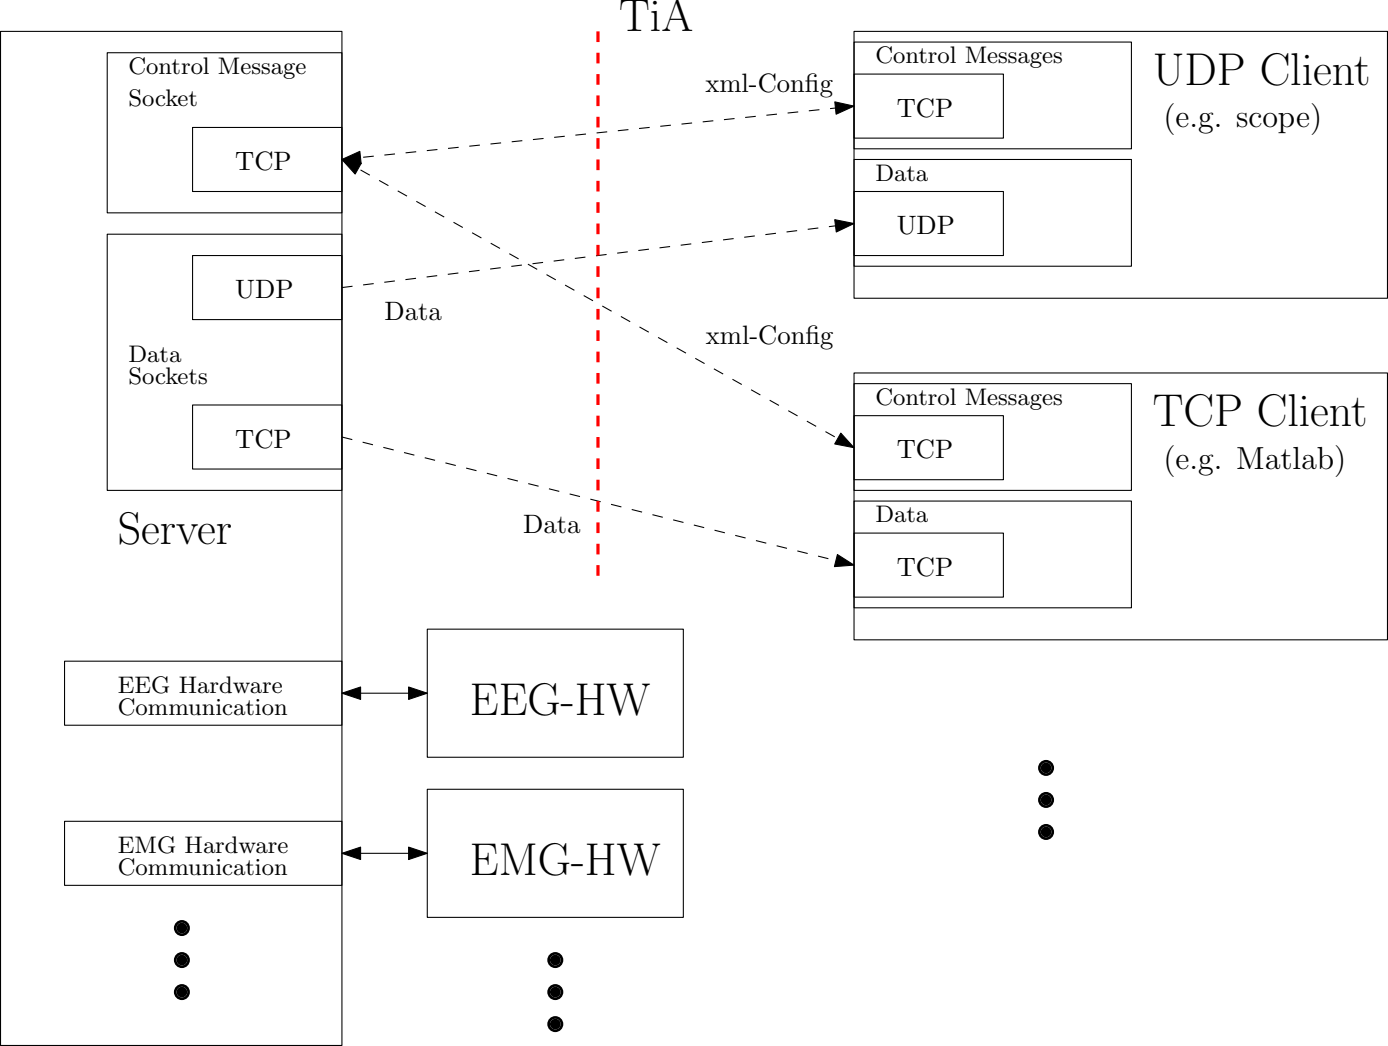 TiA
Control Message
Socket
TCP
UDP
Data
Sockets
TCP
Server
EEG Hardware
Communication
EMG Hardware
Communication
xml-Config
Data
xml-Config
Data
EEG-HW
EMG-HW
Control Messages
TCP
Data
UDP
UDP Client
(e.g. scope)
Control Messages
TCP
Data
TCP
TCP Client
(e.g. Matlab)